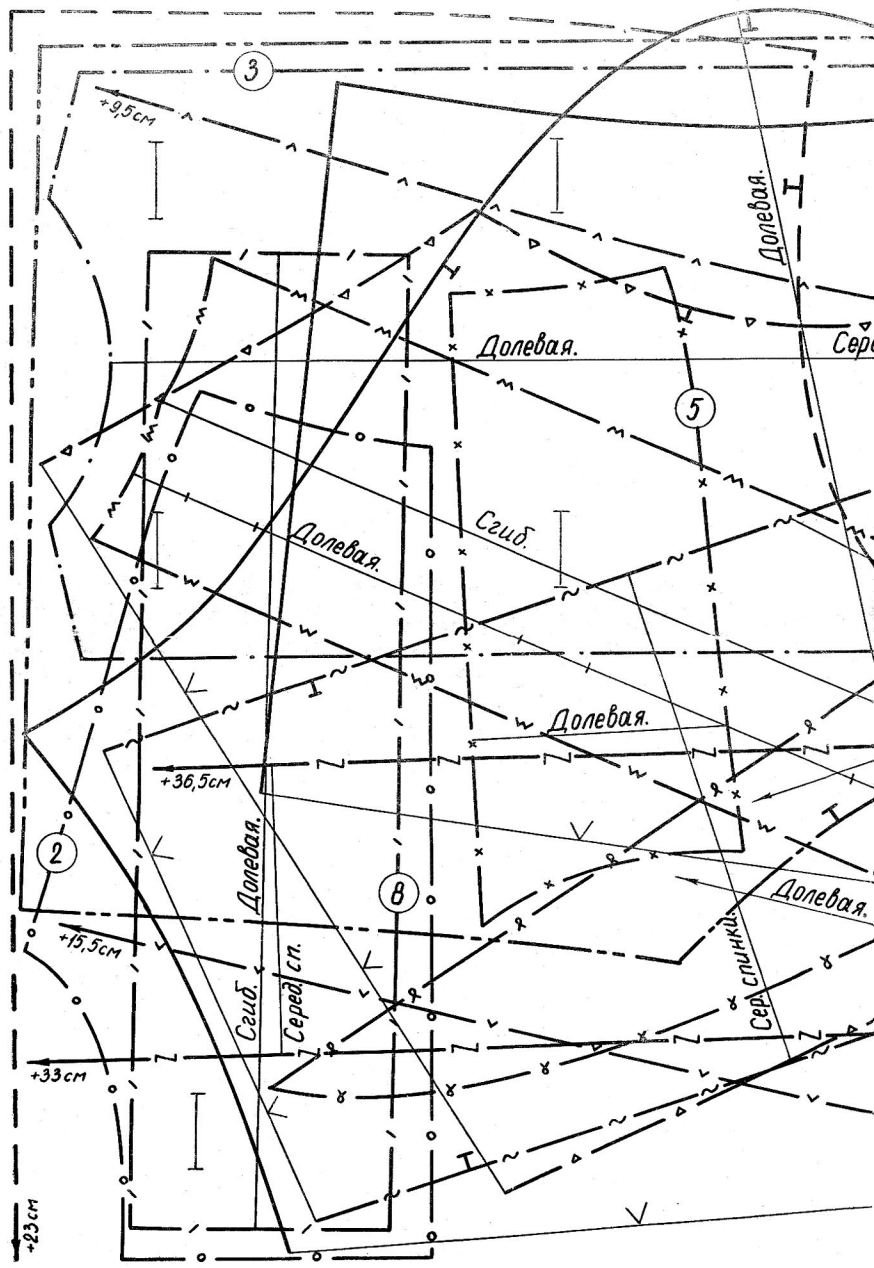 3
+9,5см
Долевая.
Долевая.
Сере
5
Сгиб.
Долевая.
Долевая.
+36,5см
2
Долевая.
8
Долевая.
+15,5см
Сгиб.
Серед. сп.
Сер. спинки.
+33см
+23см